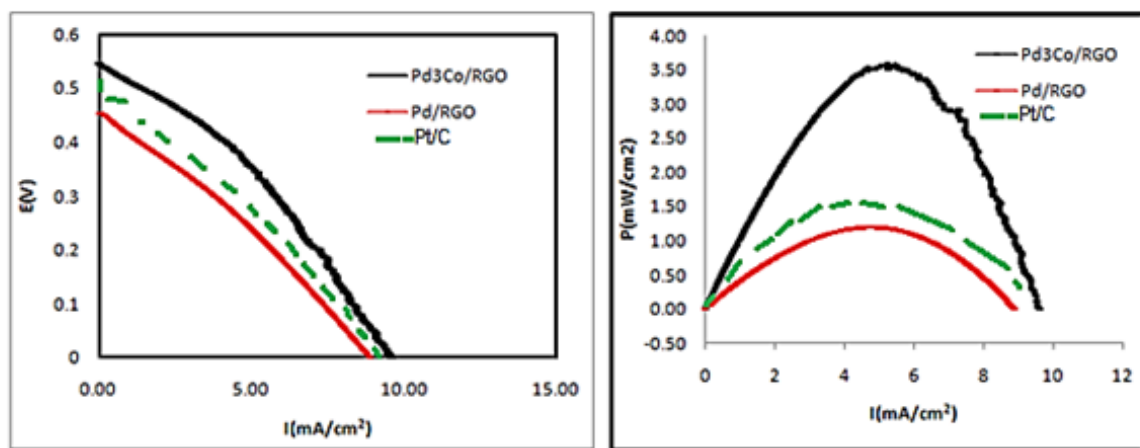 0.6
0.5
0.4
0.3
0.2
0.1
0
E(V)
0.00
5.00
10.00
15.00
I(mA/cm²)
Pd3Co/RGO
Pd/RGO
Pt/C
4.00
3.50
3.00
2.50
2.00
1.50
1.00
0.50
0.00
-0.50
P(mW/cm2)
0
2
4
6
8
10
12
I(mA/cm²)
Pd3Co/RGO
Pd/RGO
Pt/C